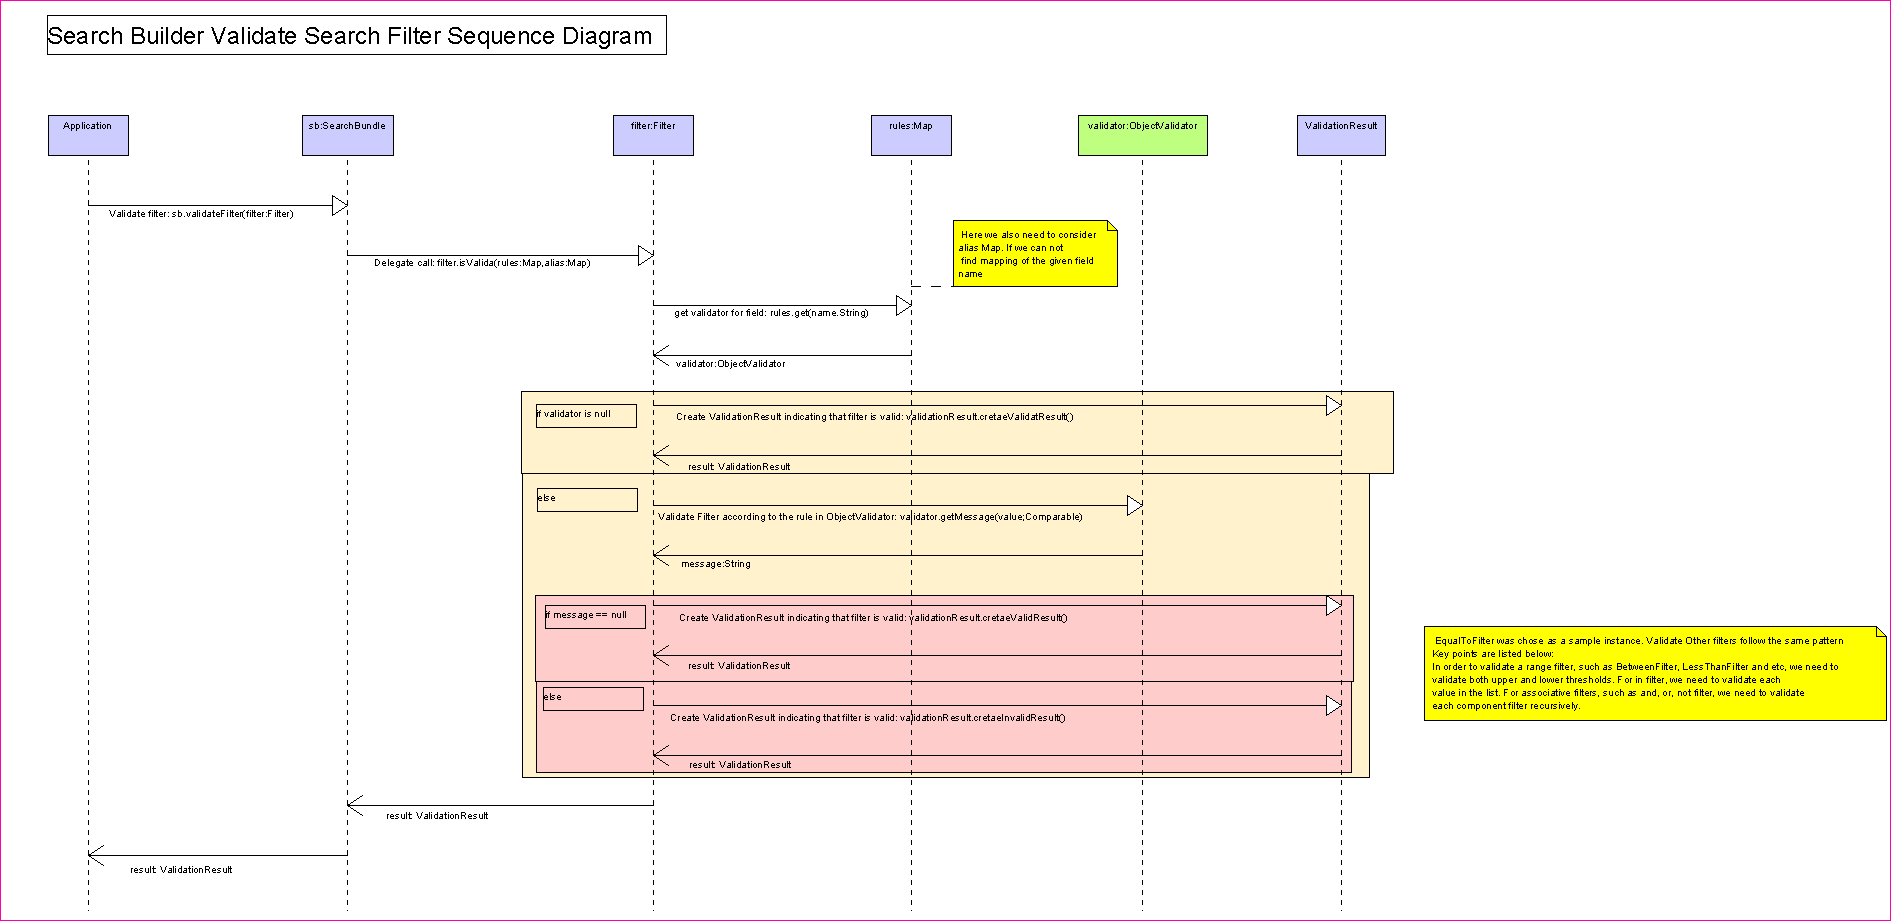 Search Builder Validate Search Filter Sequence Diagram
Application
sb:SearchBundle
filter:Filter
rules:Map
validator:ObjectValidator
ValidationResult
Validate filter: sb.validateFilter(filter:Filter)
Here we also need to consider
alias Map. If we can not
find mapping of the given field
name
Delegate call: filter.isValida(rules:Map,alias:Map)
get validator for field: rules.get(name.String)
validator:ObjectValidator
if validator is null
Create ValidationResult indicating that filter is valid: validationResult.cretaeValidatResult()
result: ValidationResult
else
Validate Filter according to the rule in ObjectValidator: validator.getMessage(value;Comparable)
message:String
if message == null
Create ValidationResult indicating that filter is valid: validationResult.cretaeValidResult()
result: ValidationResult
else
Create ValidationResult indicating that filter is valid: validationResult.cretaeInvalidResult()
result: ValidationResult
EqualToFilter was chose as a sample instance. Validate Other filters follow the same pattern
Key points are listed below:
In order to validate a range filter, such as BetweenFilter, LessThanFilter and etc, we need to
validate both upper and lower thresholds. For in filter, we need to validate each
value in the list. For associative filters, such as and, or, not filter, we need to validate
each component filter recursively.
result: ValidationResult
result: ValidationResult